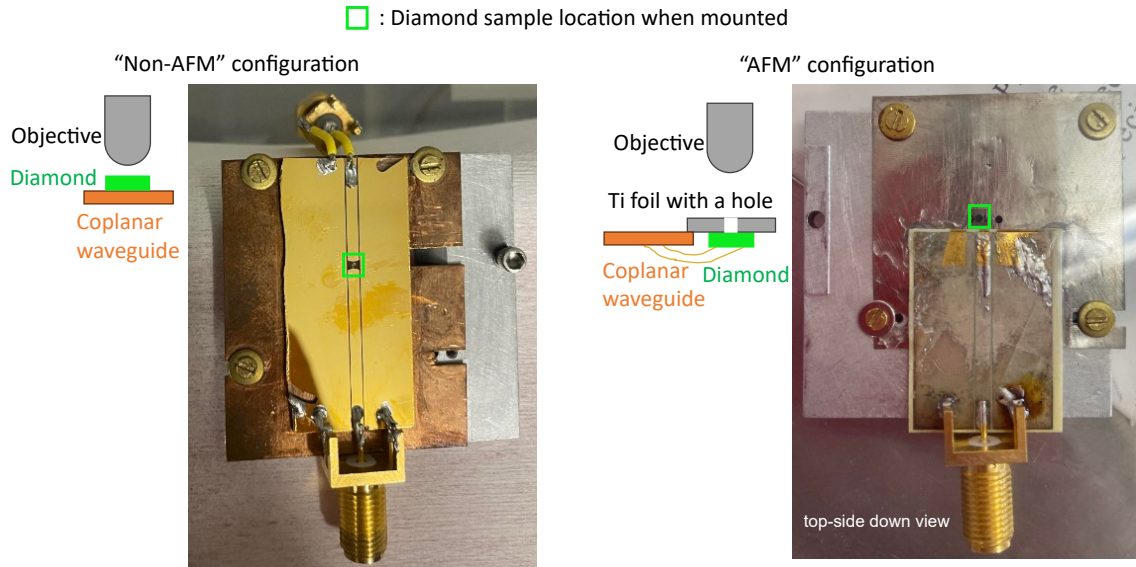 : Diamond sample location when mounted
“Non-AFM” configuration
“AFM” configuration
Objective
Diamond
Coplanar
waveguide
Objective
Ti foil with a hole
Coplanar
waveguide
Diamond
top-side down view